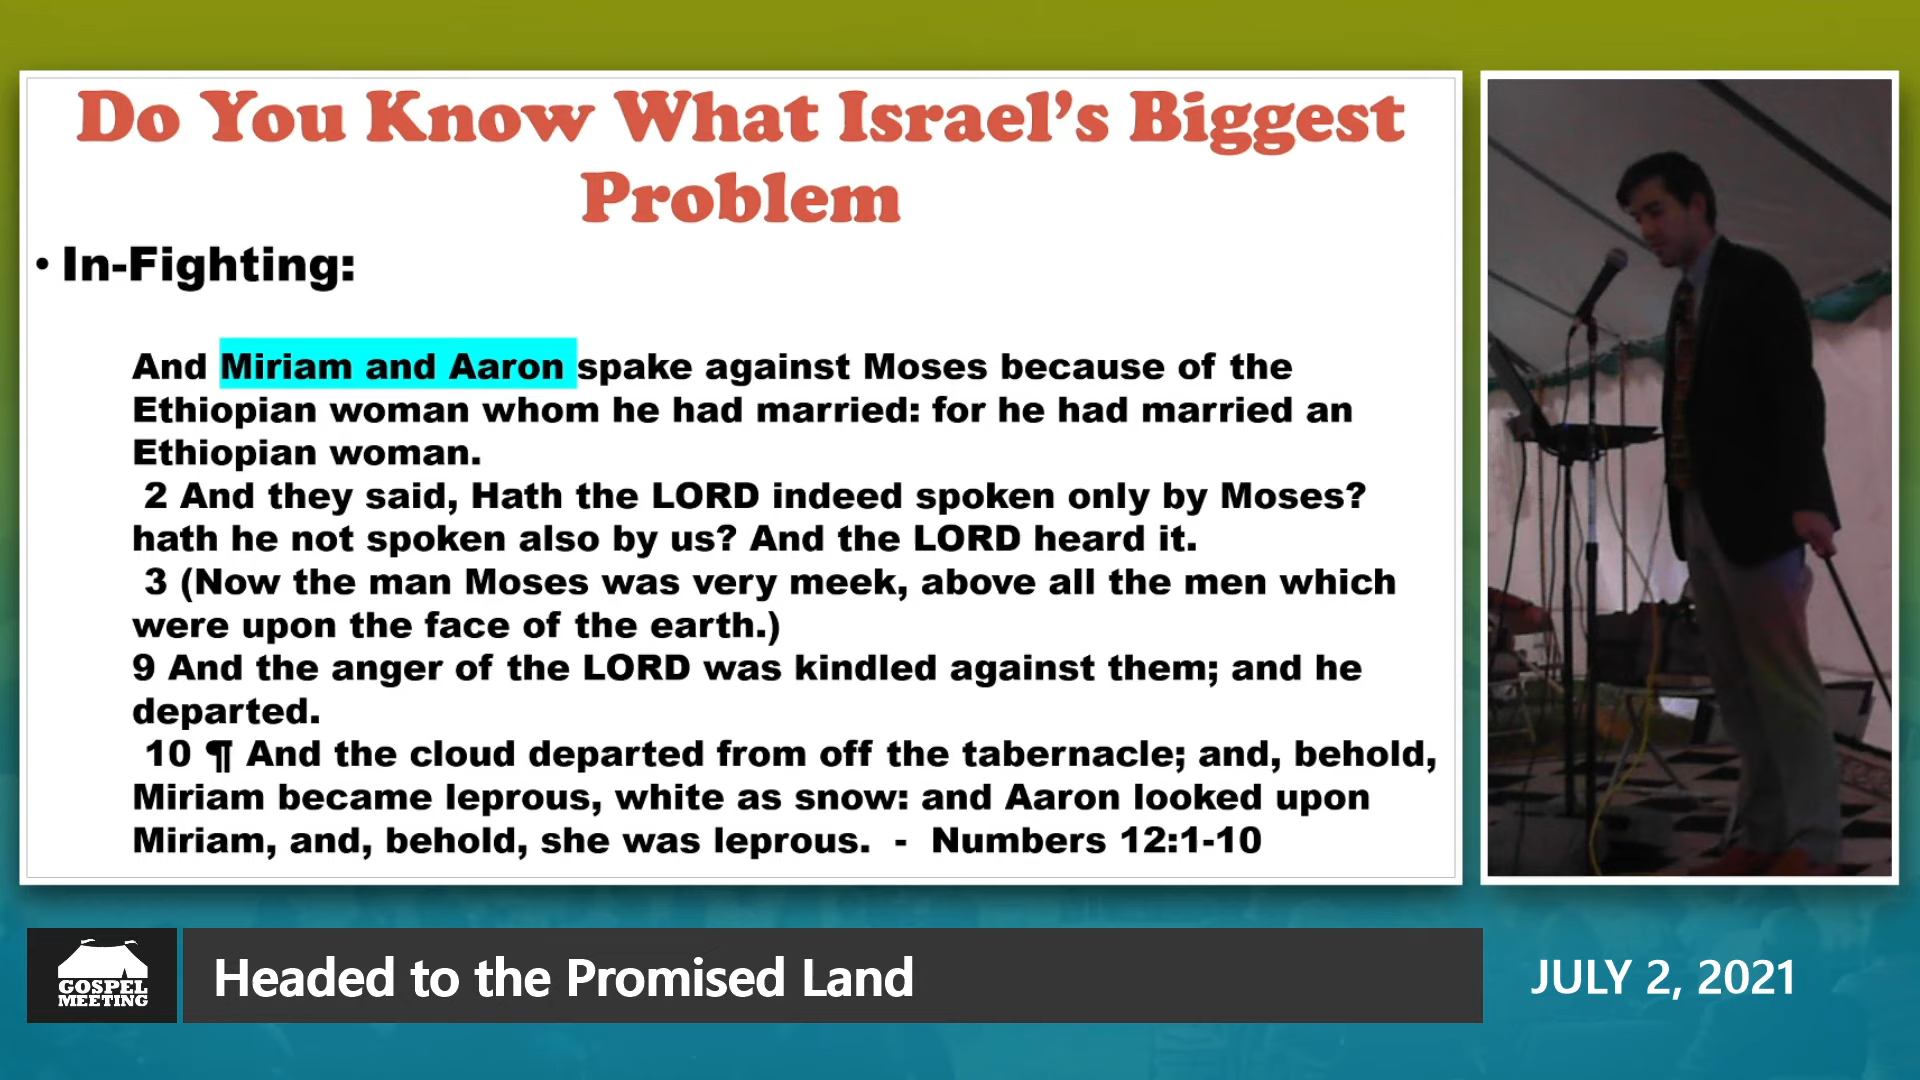 Do You Know What Israel's Biggest
Problem
• In-Fighting:
And Miriam and Aaron spake against Moses because of the
Ethiopian woman whom he had married: for he had married an
Ethiopian woman.
2 And they said, Hath the LORD indeed spoken only by Moses?
hath he not spoken also by us? And the LORD heard it.
3 (Now the man Moses was very meek, above all the men which
were upon the face of the earth.)
9 And the anger of the LORD was kindled against them; and he
departed.
10 ¶ And the cloud departed from off the tabernacle; and, behold,
Miriam became leprous, white as snow: and Aaron looked upon
Miriam, and, behold, she was leprous. - Numbers 12:1-10
GOSPEL
MEETING
Headed to the Promised Land
JULY 2, 2021